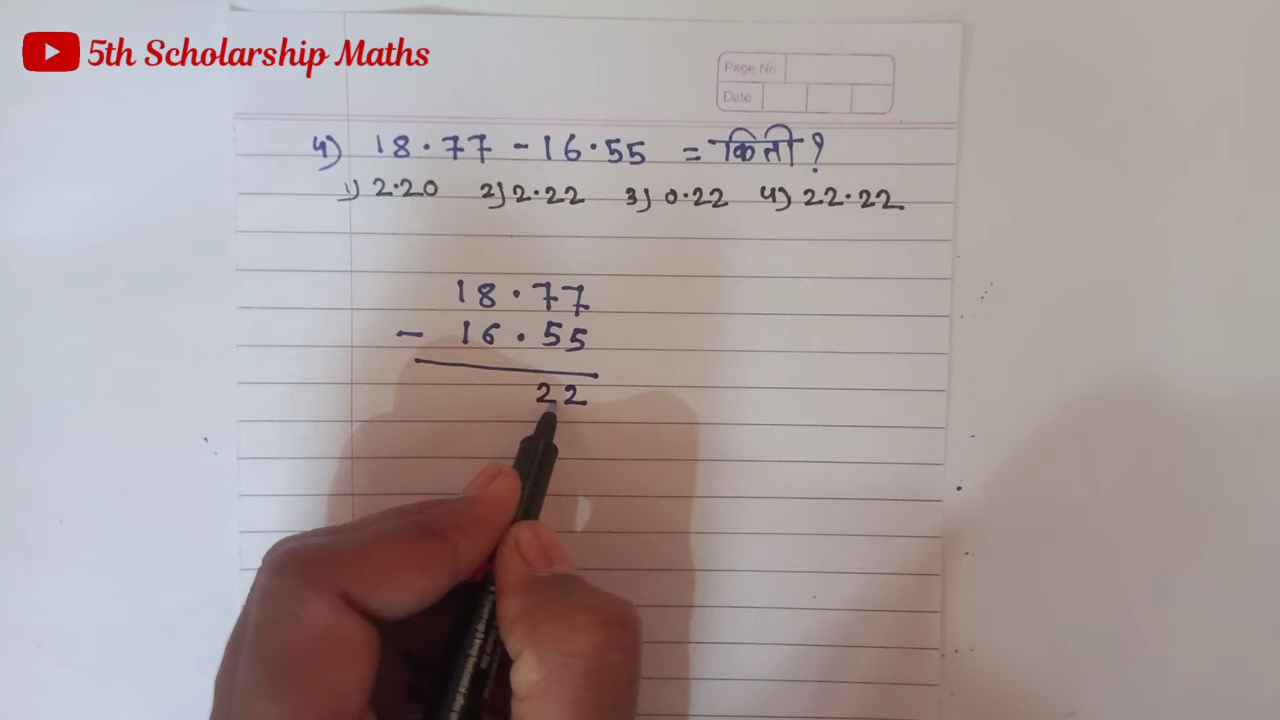 5th Scholarship Maths
Page No
Date
५) 18.77 - 16.55 = किती ?
1) 2.20 2) 2.22 3) 0.22 4) 22.22
18.77
- 16.55
22